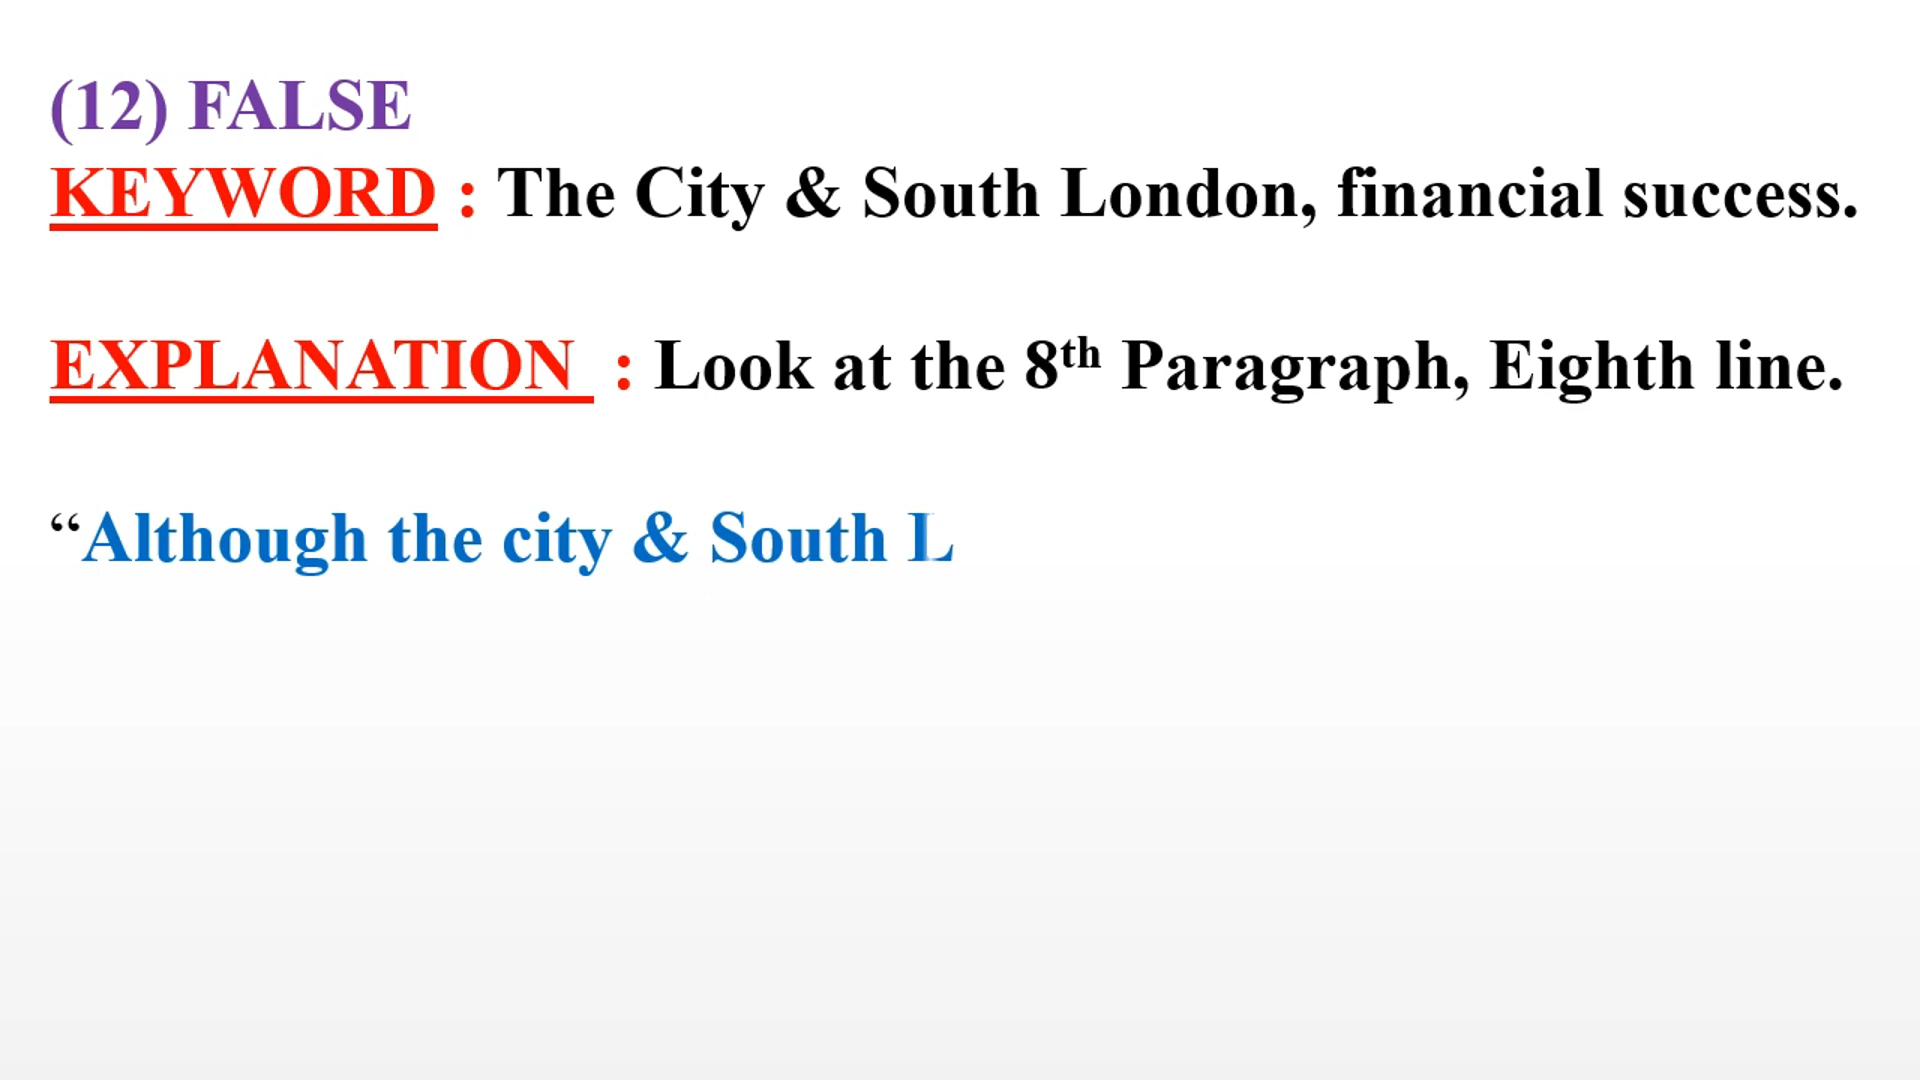 (12) FALSE
KEYWORD : The City & South London, financial success.
EXPLANATION : Look at the 8th Paragraph, Eighth line.
“Although the city & South L